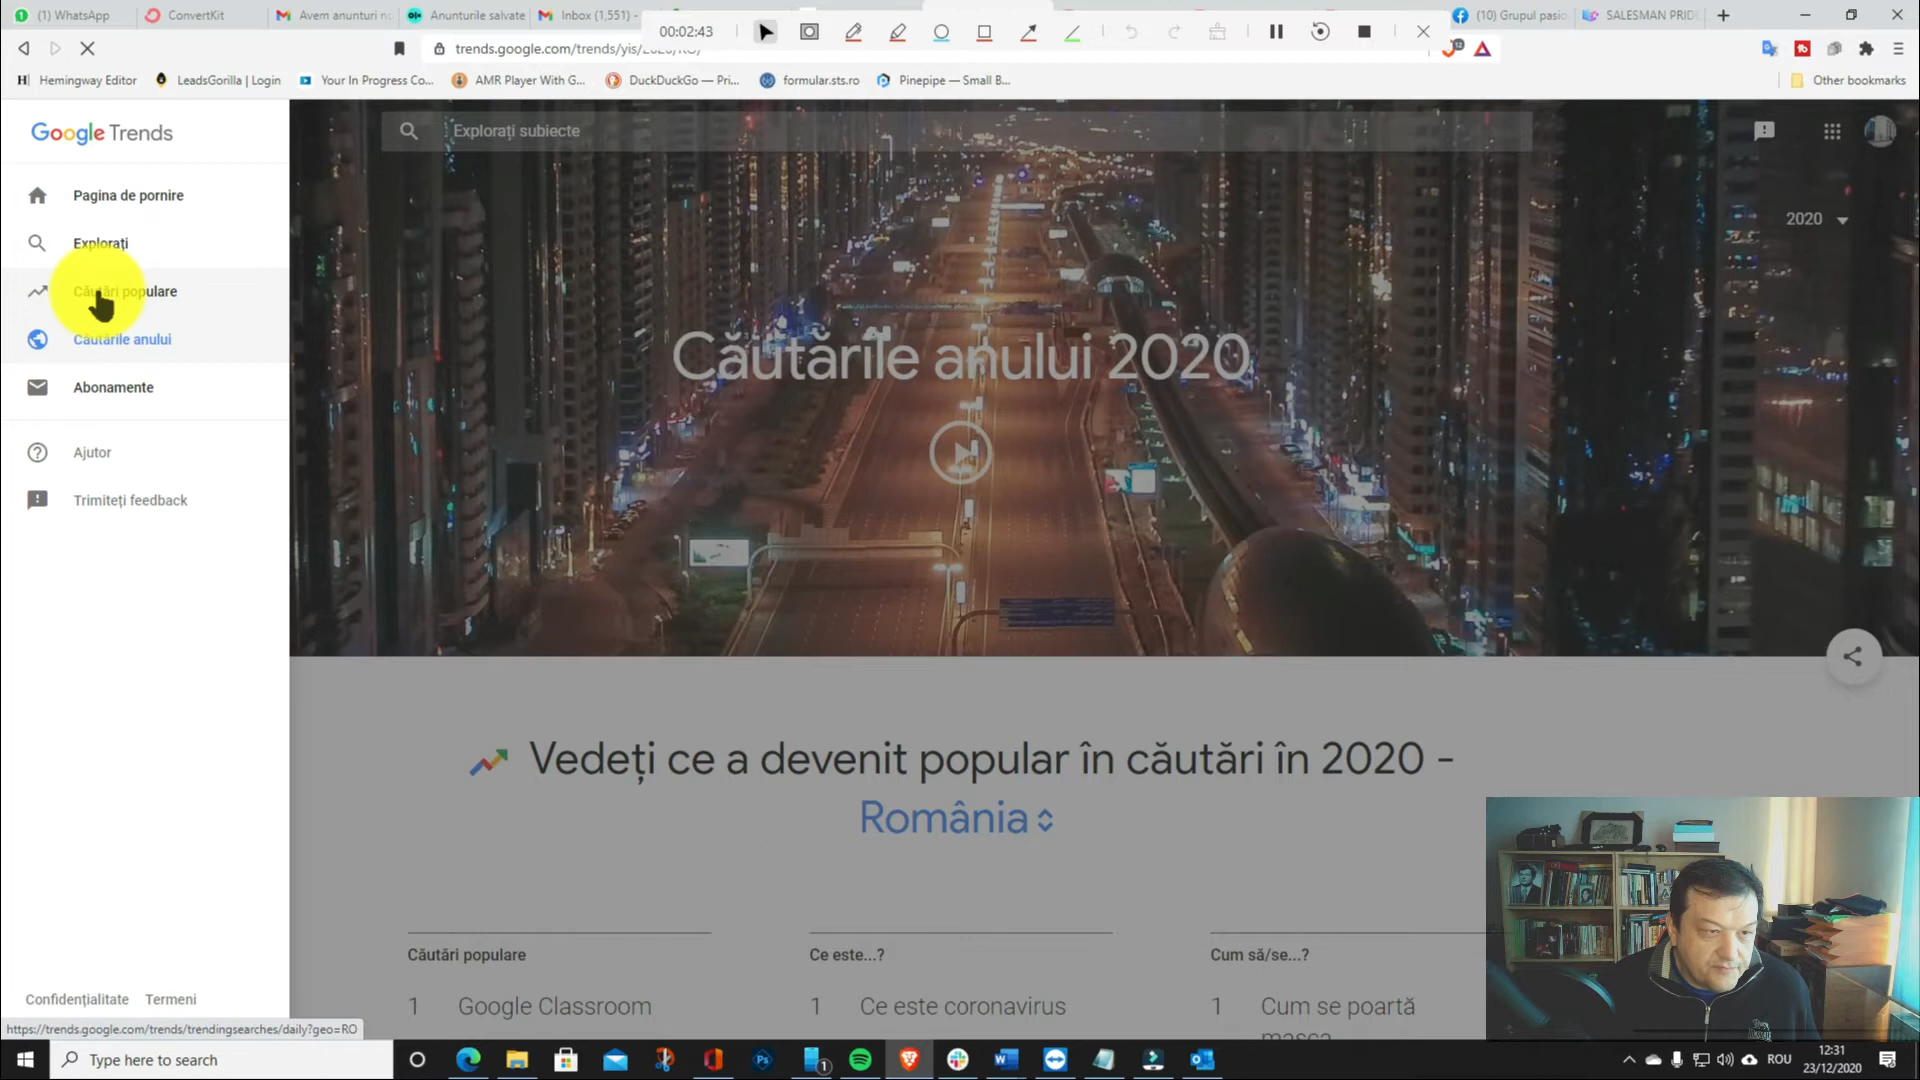 (1) WhatsApp
ConvertKit
Avem anunturi no
Anunturile salvate
Inbox (1,551) -
00:02:43
(10) Grupul pasio
SALESMAN PRID
trends.google.com/trends/yis/2020/RO/
Hemingway Editor
LeadsGorilla | Login
Your In Progress Co...
AMR Player With G...
DuckDuckGo — Pri...
formular.sts.ro
Pinepipe — Small B...
Other bookmarks
Google Trends
Explorați subiecte
Pagina de pornire
Explorați
Căutări populare
Căutările anului
Abonamente
Ajutor
Trimiteți feedback
2020
Căutările anului 2020
Vedeți ce a devenit popular în căutări în 2020 -
România
Căutări populare
1 Google Classroom
Ce este...?
1 Ce este coronavirus
Cum să/se...?
1 Cum se poartă
masca
Confidențialitate Termeni
https://trends.google.com/trends/trendingsearches/daily?geo=RO
Type here to search
ROU
12:31
23/12/2020